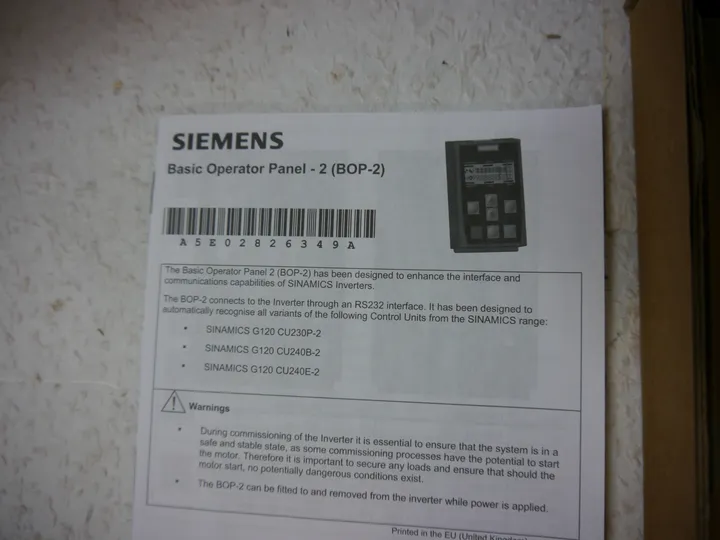 SIEMENS
Basic Operator Panel - 2 (BOP-2)
A5E02826349A
The Basic Operator Panel 2 (BOP-2) has been designed to enhance the interface and
communications capabilities of SINAMICS Inverters.
The BOP-2 connects to the Inverter through an RS232 interface. It has been designed to
automatically recognise all variants of the following Control Units from the SINAMICS range:
• SINAMICS G120 CU230P-2
• SINAMICS G120 CU240B-2
• SINAMICS G120 CU240E-2
Warnings
• During commissioning of the Inverter it is essential to ensure that the system is in a
safe and stable state, as some commissioning processes have the potential to start
the motor. Therefore it is important to secure any loads and ensure that should the
motor start, no potentially dangerous conditions exist.
• The BOP-2 can be fitted to and removed from the inverter while power is applied.
Printed in the EU (United Kingdom)